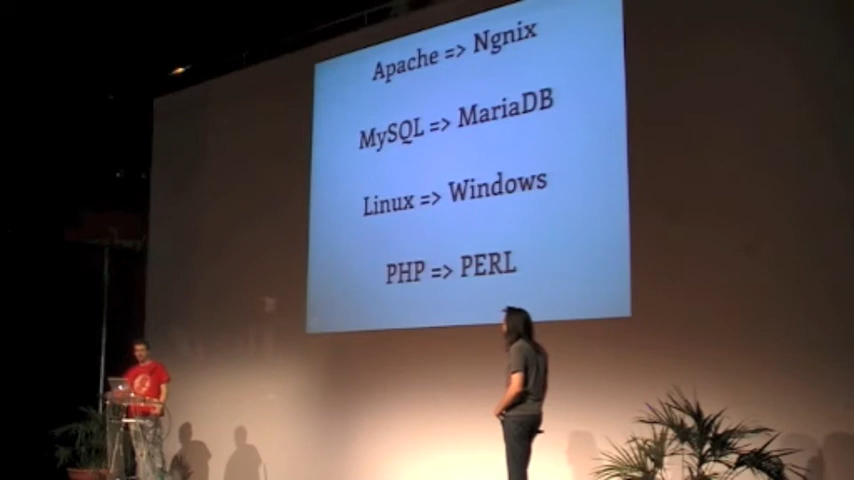 Apache => Ngnix
MySQL => MariaDB
Linux => Windows
PHP => PERL